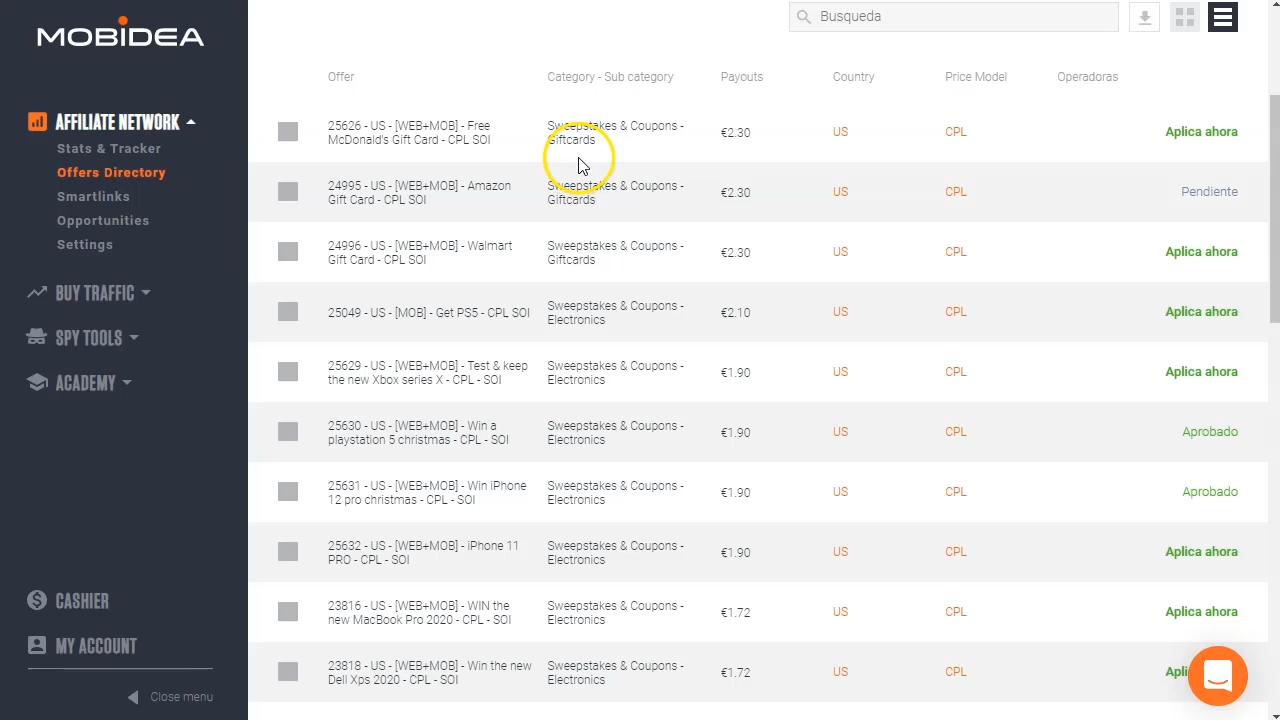 MOBIDEA
AFFILIATE NETWORK
Stats & Tracker
Offers Directory
Smartlinks
Opportunities
Settings
BUY TRAFFIC
SPY TOOLS
ACADEMY
CASHIER
MY ACCOUNT
Close menu
Busqueda
Offer Category - Sub category Payouts Country Price Model Operadoras
25626 - US - [WEB+MOB] - Free
McDonald's Gift Card - CPL SOI
Sweepstakes & Coupons -
Giftcards
€2.30 US CPL Aplica ahora
24995 - US - [WEB+MOB] - Amazon
Gift Card - CPL SOI
Sweepstakes & Coupons -
Giftcards
€2.30 US CPL Pendiente
24996 - US - [WEB+MOB] - Walmart
Gift Card - CPL SOI
Sweepstakes & Coupons -
Giftcards
€2.30 US CPL Aplica ahora
25049 - US - [MOB] - Get PS5 - CPL SOI
Sweepstakes & Coupons -
Electronics
€2.10 US CPL Aplica ahora
25629 - US - [WEB+MOB] - Test & keep
the new Xbox series X - CPL - SOI
Sweepstakes & Coupons -
Electronics
€1.90 US CPL Aplica ahora
25630 - US - [WEB+MOB] - Win a
playstation 5 christmas - CPL - SOI
Sweepstakes & Coupons -
Electronics
€1.90 US CPL Aprobado
25631 - US - [WEB+MOB] - Win iPhone
12 pro christmas - CPL - SOI
Sweepstakes & Coupons -
Electronics
€1.90 US CPL Aprobado
25632 - US - [WEB+MOB] - iPhone 11
PRO - CPL - SOI
Sweepstakes & Coupons -
Electronics
€1.90 US CPL Aplica ahora
23816 - US - [WEB+MOB] - WIN the
new MacBook Pro 2020 - CPL - SOI
Sweepstakes & Coupons -
Electronics
€1.72 US CPL Aplica ahora
23818 - US - [WEB+MOB] - Win the new
Dell Xps 2020 - CPL - SOI
Sweepstakes & Coupons -
Electronics
€1.72 US CPL